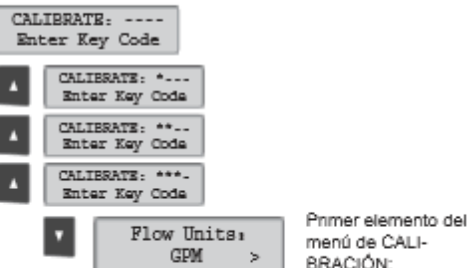 CALIBRATE: ----
Enter Key Code
CALIBRATE: *---
Enter Key Code
CALIBRATE: **--
Enter Key Code
CALIBRATE: ***-
Enter Key Code
Flow Units:
GPM >
Primer elemento del
menú de CALI-
BRACIÓN: